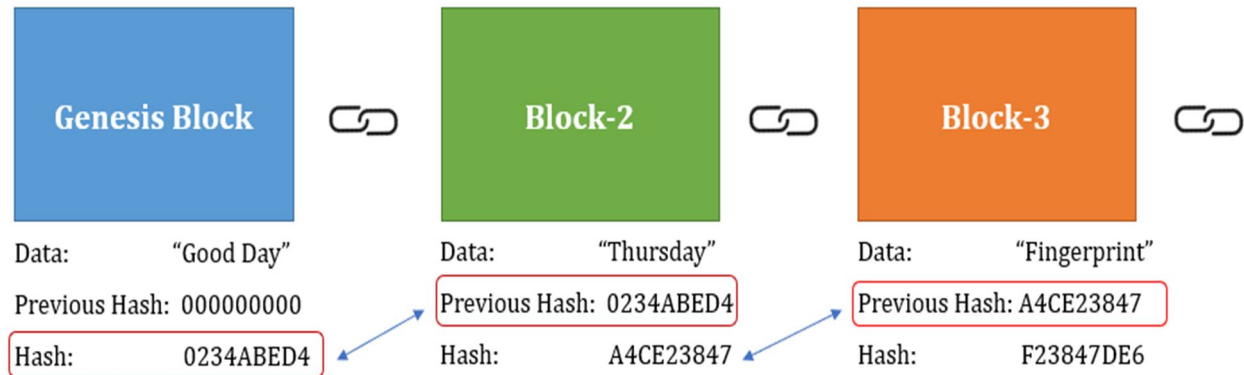 Genesis Block
Data: “Good Day”
Previous Hash: 000000000
Hash: 0234ABED4
Block-2
Data: “Thursday”
Previous Hash: 0234ABED4
Hash: A4CE23847
Block-3
Data: “Fingerprint”
Previous Hash: A4CE23847
Hash: F23847DE6